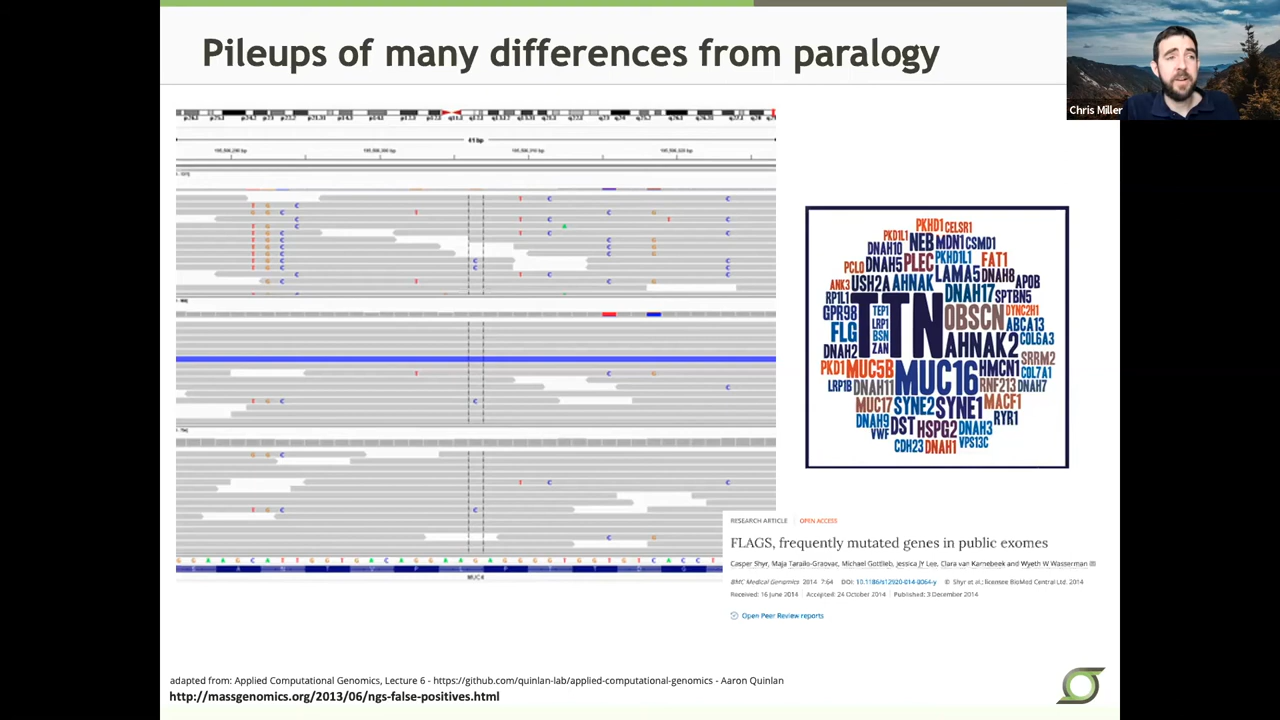 Pileups of many differences from paralogy
Chris Miller
41 bp
PKHD1 CELSR1
PKD1L1
DNAH10 NEB MDN1 CSMD1
PCLO DNAH5 PLEC PKHD1L1 FAT1
ANK3 USH2A AHNAK LAMA5 DNAH8 APOB
RP1L1 DNAH17 SPTBN5
GPR98 TTN TEP1 OBSCN DYNC2H1
FLG LRP1 BSN ABCA13
DNAH2 ZAN AHNAK2 COL6A3
PKD1 MUC5B MUC16 HMCN1 SRRM2
COL7A1
LRP1B DNAH11 RNF213 DNAH7
MUC17 SYNE2 SYNE1 MACF1
DNAH9 DST HSPG2 DNAH3 RYR1
VWF CDH23 DNAH1 VPS13C
G G A A G C A T T G G T G A C A G G A A G A G A G G G G T G G T G T C A C C T
MUC4
RESEARCH ARTICLE | OPEN ACCESS
FLAGS, frequently mutated genes in public exomes
Casper Shyr, Maja Tarailo-Graovac, Michael Gottlieb, Jessica JY Lee, Clara van Karnebeek and Wyeth W Wasserman
BMC Medical Genomics 2014 7:64 DOI: 10.1186/s12920-014-0064-y © Shyr et al.; licensee BioMed Central Ltd. 2014
Received: 16 June 2014 | Accepted: 24 October 2014 | Published: 3 December 2014
Open Peer Review reports
adapted from: Applied Computational Genomics, Lecture 6 - https://github.com/quinlan-lab/applied-computational-genomics - Aaron Quinlan
http://massgenomics.org/2013/06/ngs-false-positives.html